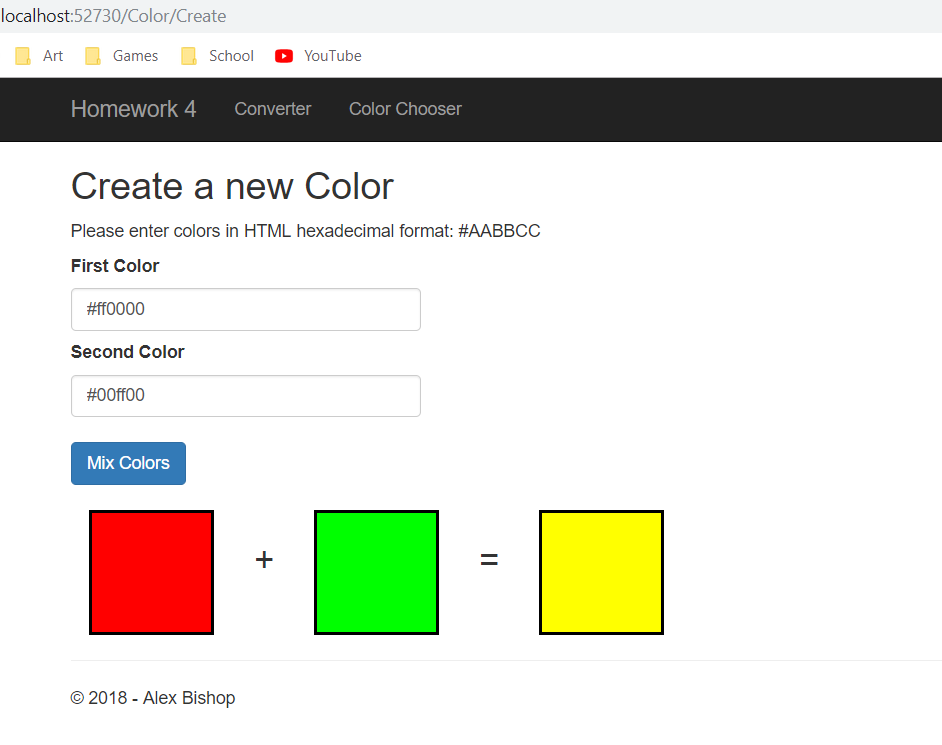 localhost:52730/Color/Create
Art Games School YouTube
Homework 4 Converter Color Chooser
Create a new Color
Please enter colors in HTML hexadecimal format: #AABBCC
First Color
#ff0000
Second Color
#00ff00
Mix Colors
+ =
© 2018 - Alex Bishop